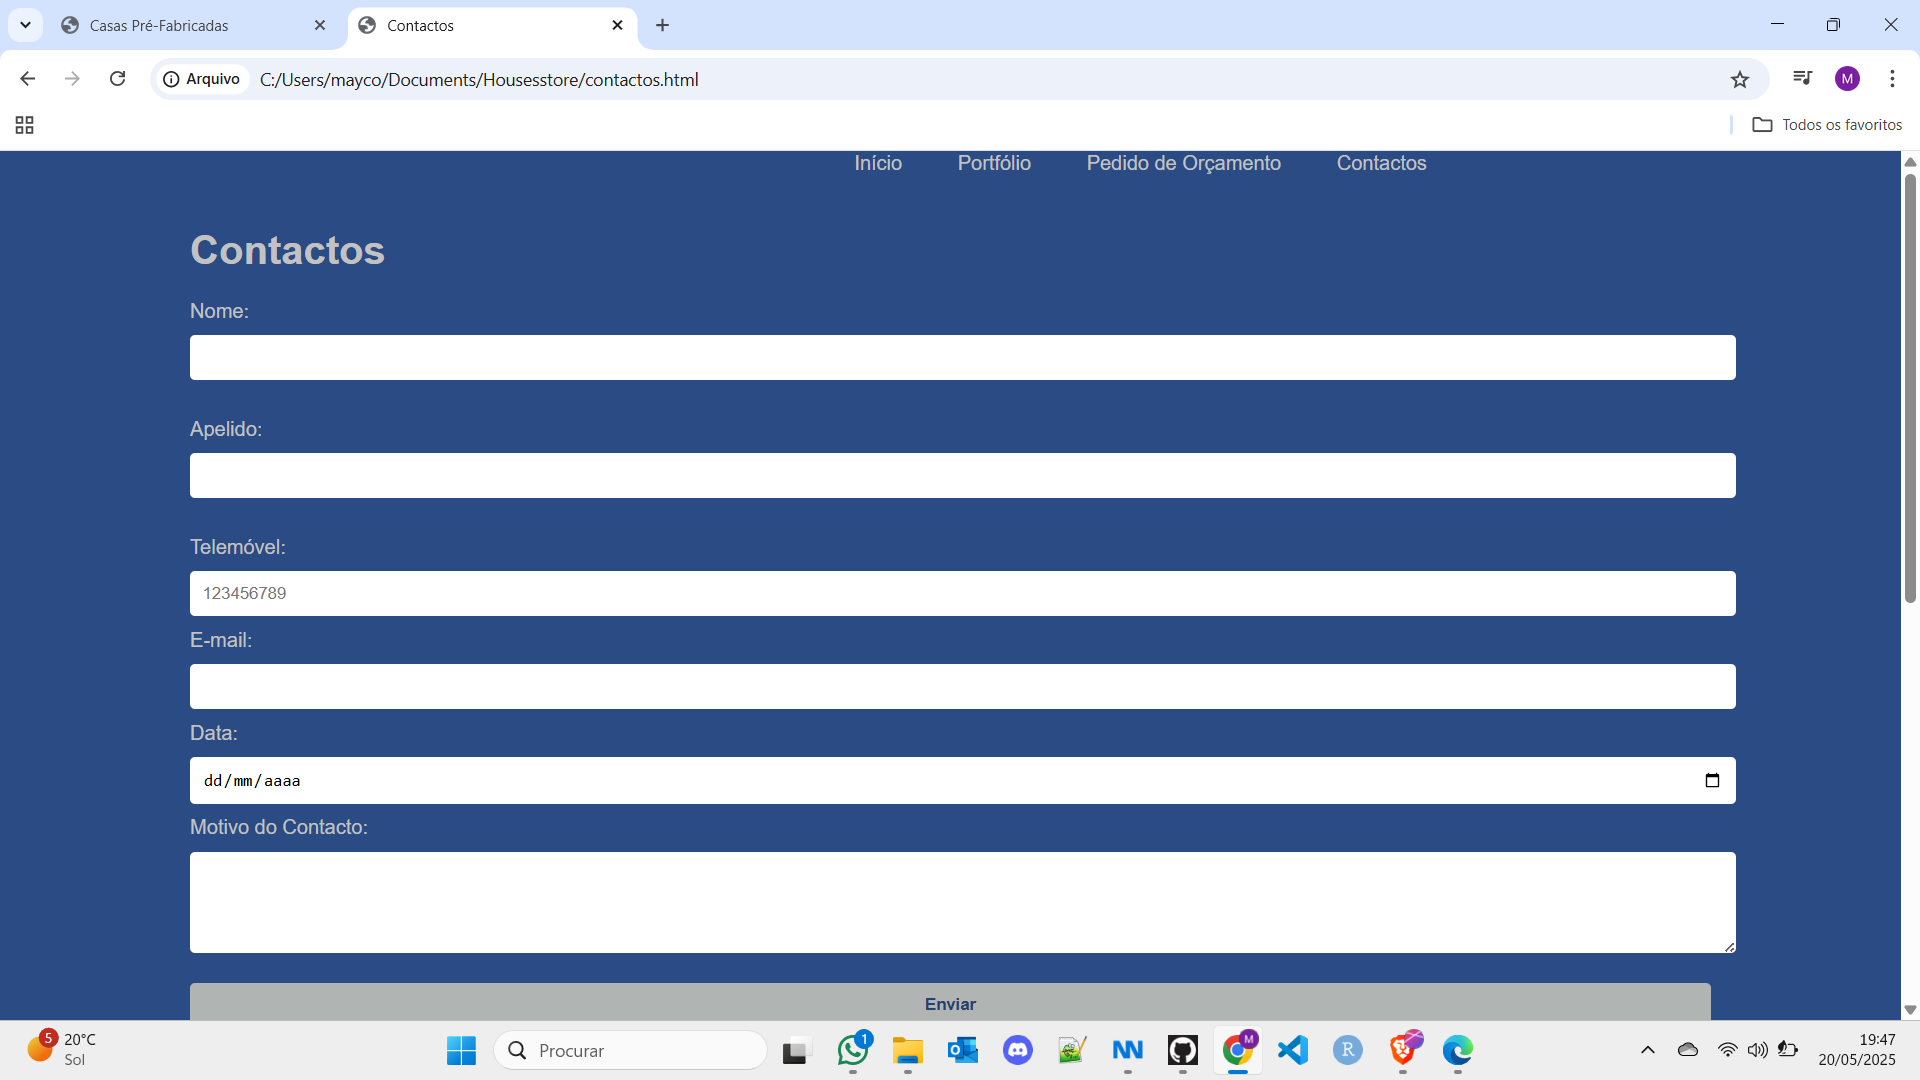 Casas Pré-Fabricadas
Contactos
Arquivo
C:/Users/mayco/Documents/Housesstore/contactos.html
M
Todos os favoritos
Início Portfólio Pedido de Orçamento Contactos
Contactos
Nome:
Apelido:
Telemóvel:
123456789
E-mail:
Data:
dd/mm/aaaa
Motivo do Contacto:
Enviar
5
20°C
Sol
Procurar
1
M
R
19:47
20/05/2025